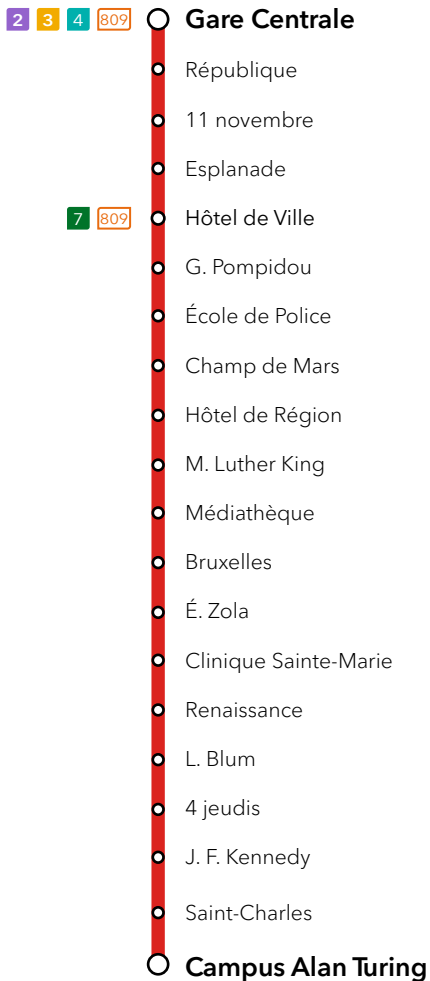 2 3 4 809 Gare Centrale
République
11 novembre
Esplanade
7 809 Hôtel de Ville
G. Pompidou
École de Police
Champ de Mars
Hôtel de Région
M. Luther King
Médiathèque
Bruxelles
É. Zola
Clinique Sainte-Marie
Renaissance
L. Blum
4 jeudis
J. F. Kennedy
Saint-Charles
Campus Alan Turing